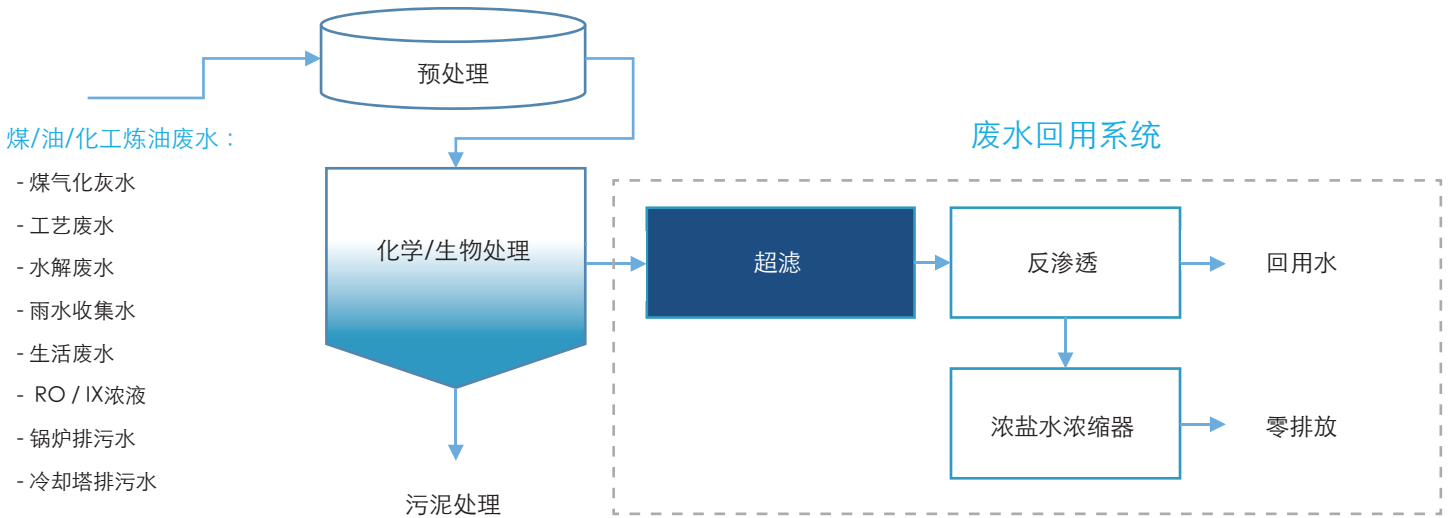 预处理
煤/油/化工炼油废水：
- 煤气化灰水
- 工艺废水
- 水解废水
- 雨水收集水
- 生活废水
- RO / IX浓液
- 锅炉排污水
- 冷却塔排污水
化学/生物处理
污泥处理
废水回用系统
超滤
反渗透
回用水
浓盐水浓缩器
零排放